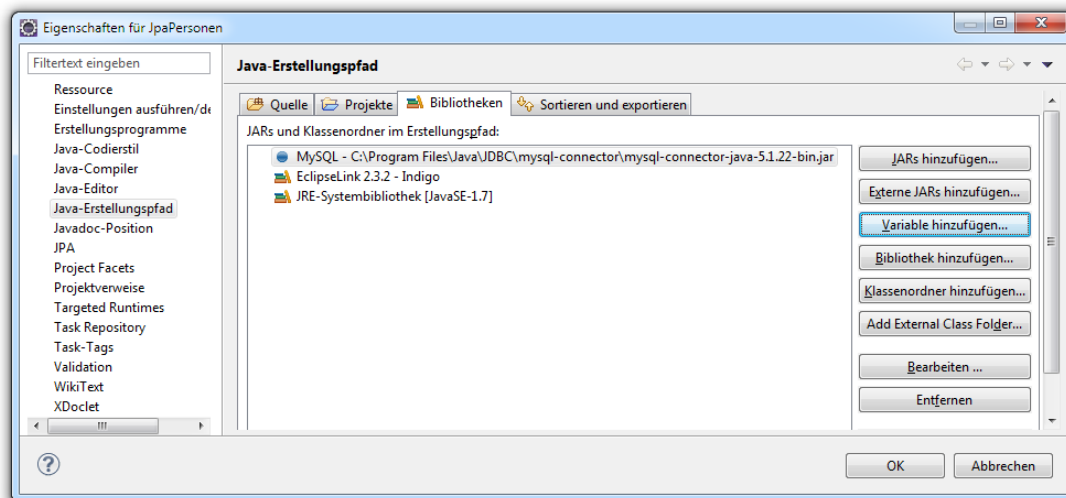 Eigenschaften für JpaPersonen
Filtertext eingeben
Ressource
Einstellungen ausführen/de
Erstellungsprogramme
Java-Codierstil
Java-Compiler
Java-Editor
Java-Erstellungspfad
Javadoc-Position
JPA
Project Facets
Projektverweise
Targeted Runtimes
Task Repository
Task-Tags
Validation
WikiText
XDoclet
Java-Erstellungspfad
Quelle Projekte Bibliotheken Sortieren und exportieren
JARs und Klassenordner im Erstellungspfad:
MySQL - C:\Program Files\Java\JDBC\mysql-connector\mysql-connector-java-5.1.22-bin.jar
EclipseLink 2.3.2 - Indigo
JRE-Systembibliothek [JavaSE-1.7]
JARs hinzufügen...
Externe JARs hinzufügen...
Variable hinzufügen...
Bibliothek hinzufügen...
Klassenordner hinzufügen...
Add External Class Folder...
Bearbeiten ...
Entfernen
OK Abbrechen